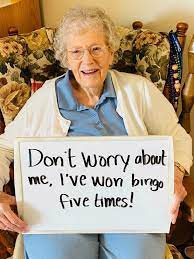 Don't worry about
me, I've won bingo
five times!